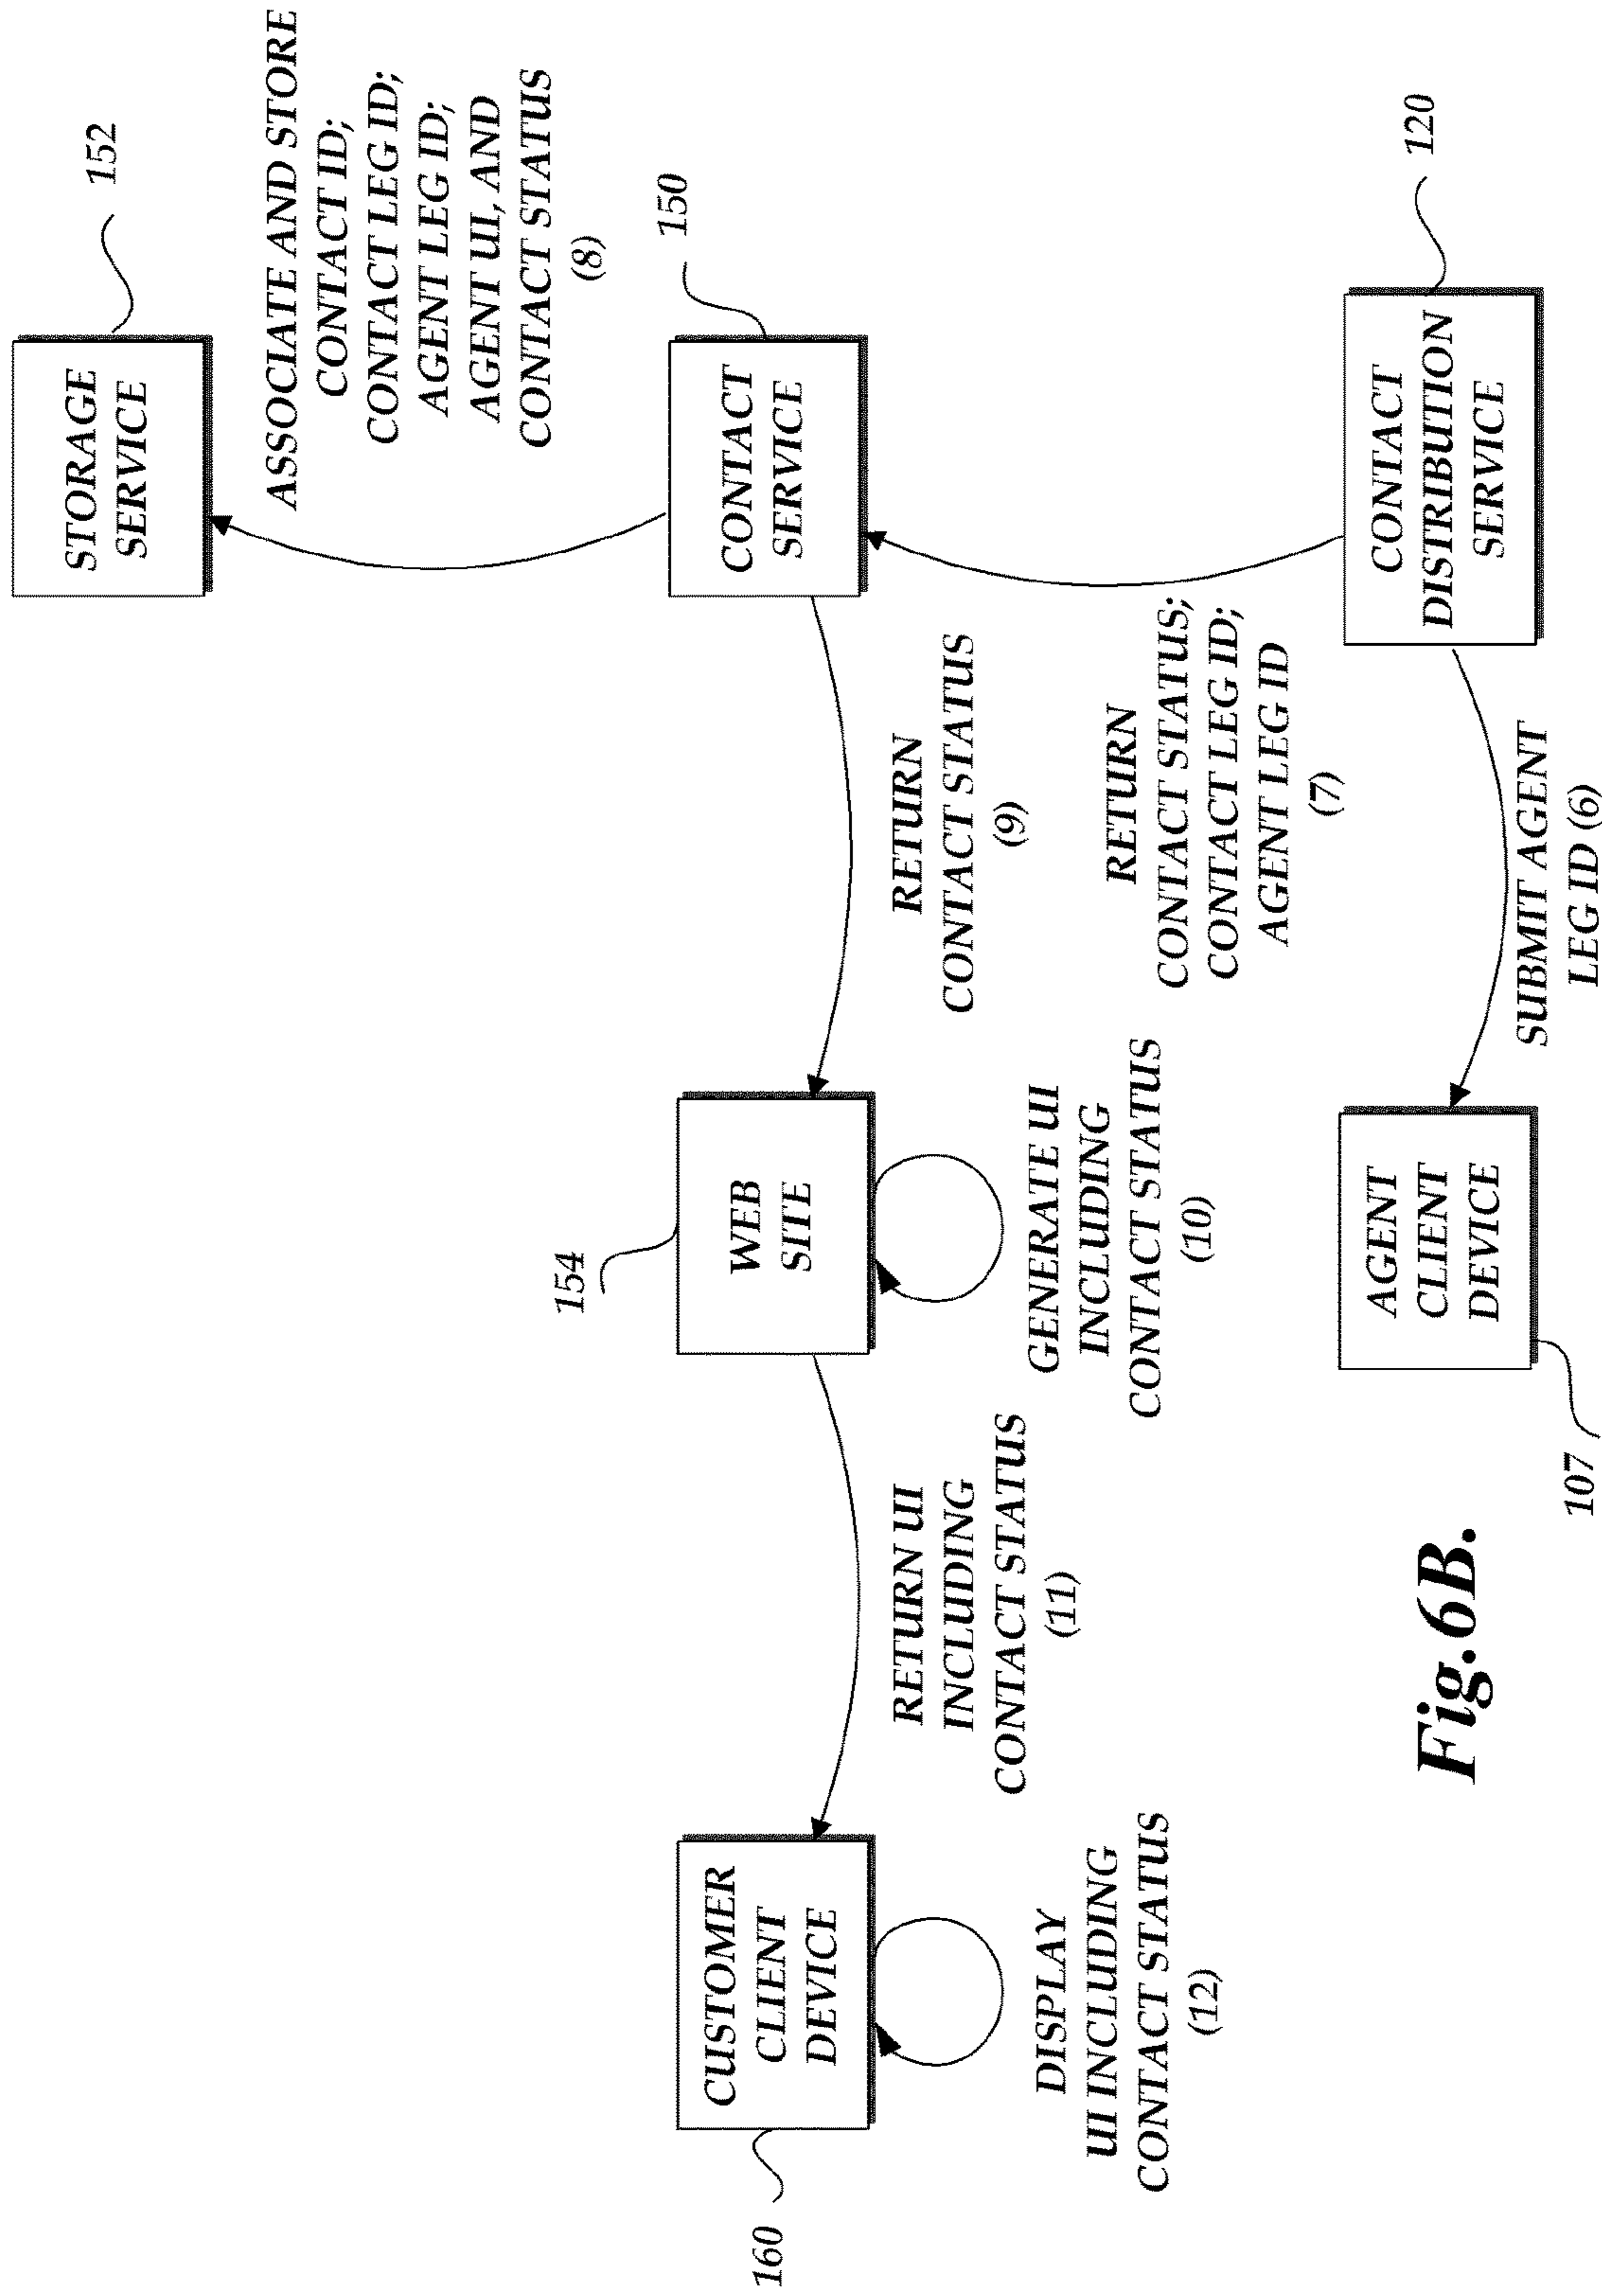 152
STORAGE
SERVICE
ASSOCIATE AND STORE
CONTACT ID;
CONTACT LEG ID;
AGENT LEG ID;
AGENT UI, AND
CONTACT STATUS
(8)
160
CUSTOMER
CLIENT
DEVICE
DISPLAY
UI INCLUDING
CONTACT STATUS
(12)
RETURN UI
INCLUDING
CONTACT STATUS
(11)
154
WEB
SITE
GENERATE UI
INCLUDING
CONTACT STATUS
(10)
RETURN
CONTACT STATUS
(9)
150
CONTACT
SERVICE
RETURN
CONTACT STATUS;
CONTACT LEG ID;
AGENT LEG ID
(7)
107
AGENT
CLIENT
DEVICE
SUBMIT AGENT
LEG ID (6)
120
CONTACT
DISTRIBUTION
SERVICE
Fig.6B.